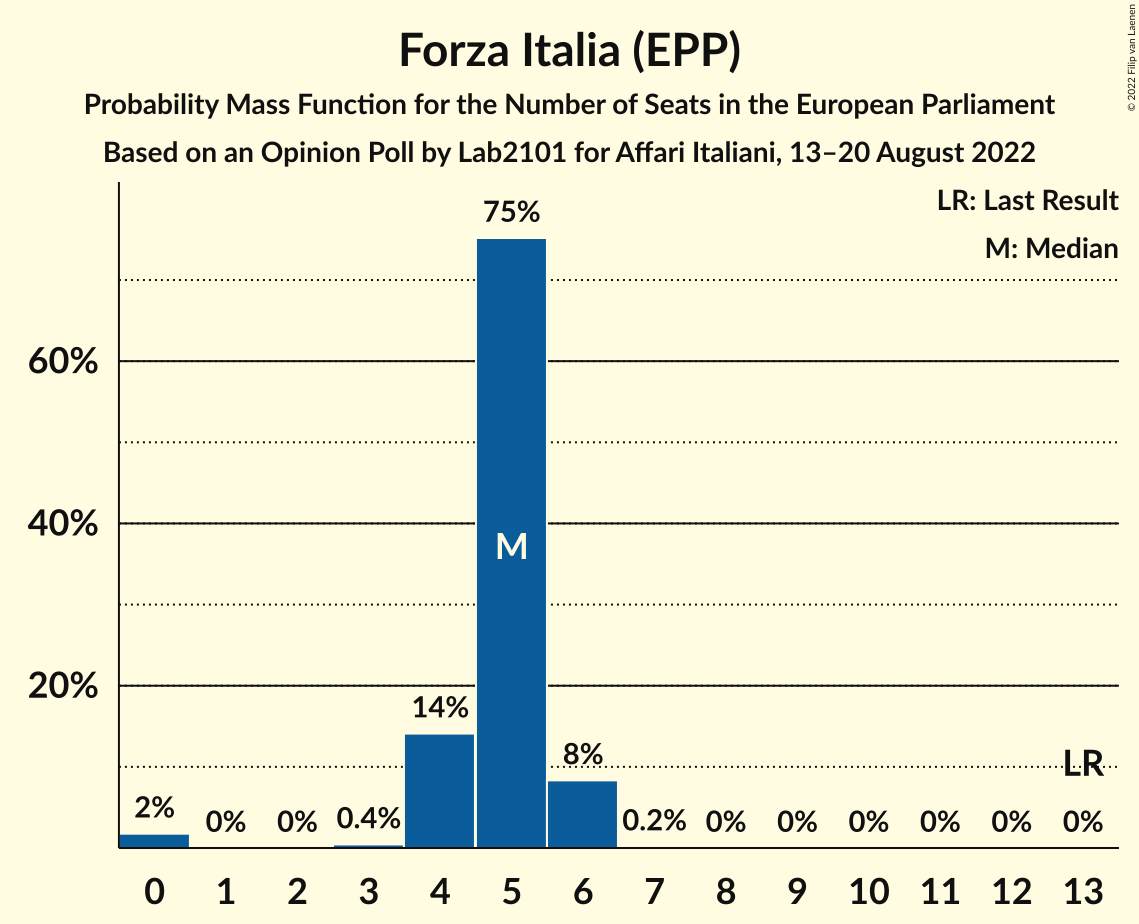 Forza Italia (EPP)
Probability Mass Function for the Number of Seats in the European Parliament
Based on an Opinion Poll by Lab2101 for Affari Italiani, 13–20 August 2022
© 2022 Filip van Laenen
LR: Last Result
M: Median
75%
60%
40%
M
20%
14%
8%
LR
2%
0%
0%
0.4%
0.2%
0%
0%
0%
0%
0%
0%
0 1 2 3 4 5 6 7 8 9 10 11 12 13